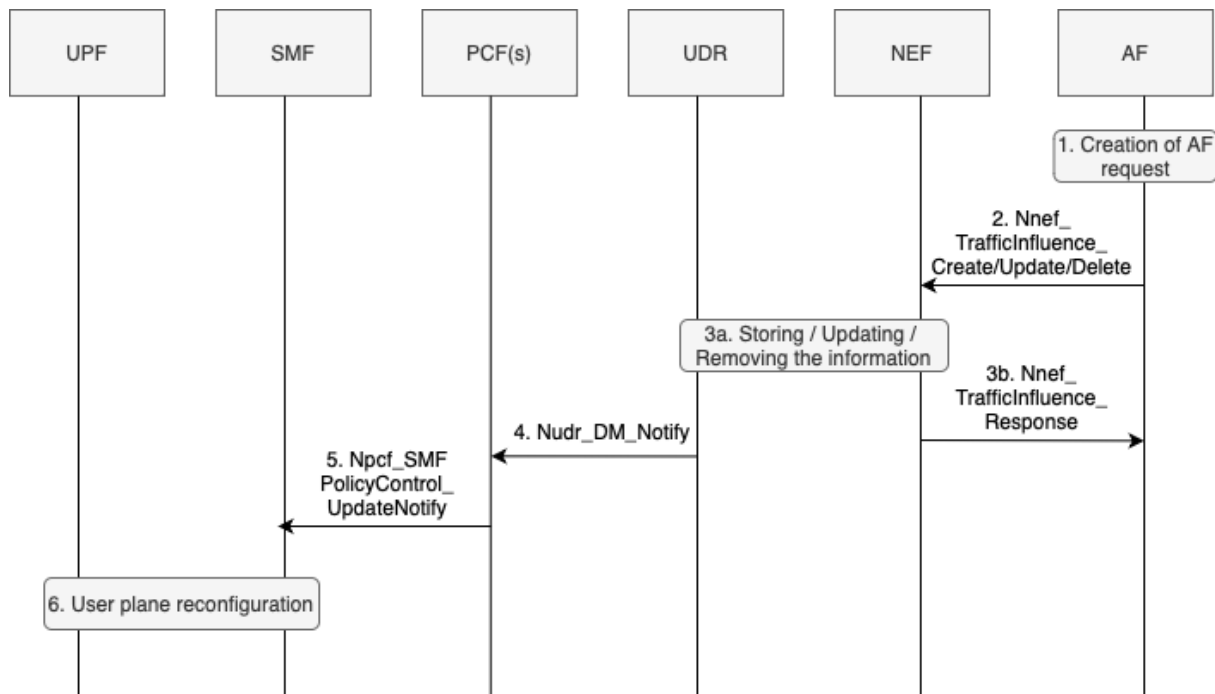 UPF
SMF
PCF(s)
UDR
NEF
AF
1. Creation of AF
request
2. Nnef_
TrafficInfluence_
Create/Update/Delete
3a. Storing / Updating /
Removing the information
3b. Nnef_
TrafficInfluence_
Response
4. Nudr_DM_Notify
5. Npcf_SMF
PolicyControl_
UpdateNotify
6. User plane reconfiguration